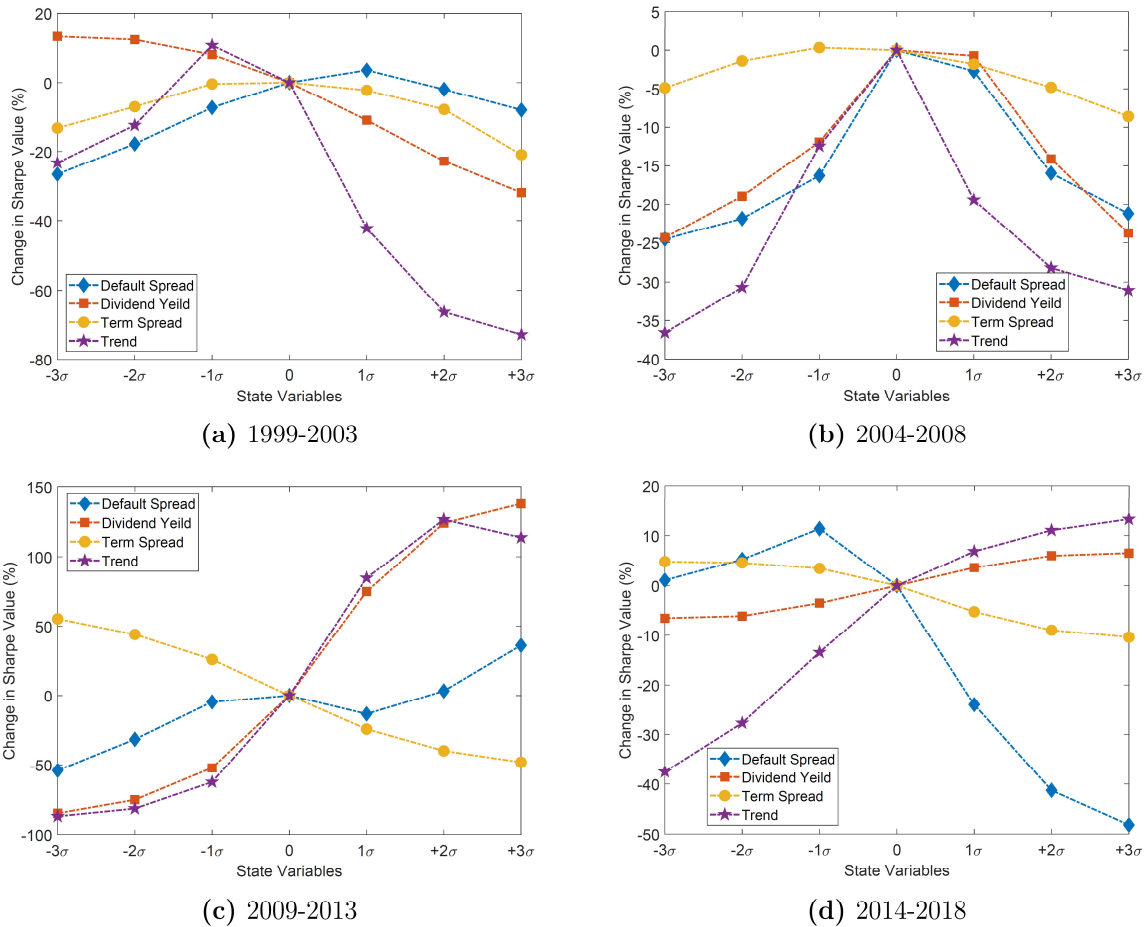 20
0
-20
-40
-60
-80
Change in Sharpe Value (%)
Default Spread
Dividend Yeild
Term Spread
Trend
-3σ -2σ -1σ 0 1σ +2σ +3σ
State Variables
(a) 1999-2003
5
0
-5
-10
-15
-20
-25
-30
-35
-40
Change in Sharpe Value (%)
Default Spread
Dividend Yeild
Term Spread
Trend
-3σ -2σ -1σ 0 1σ +2σ +3σ
State Variables
(b) 2004-2008
150
100
50
0
-50
-100
Change in Sharpe Value (%)
Default Spread
Dividend Yeild
Term Spread
Trend
-3σ -2σ -1σ 0 1σ +2σ +3σ
State Variables
(c) 2009-2013
20
10
0
-10
-20
-30
-40
-50
Change in Sharpe Value (%)
Default Spread
Dividend Yeild
Term Spread
Trend
-3σ -2σ -1σ 0 1σ +2σ +3σ
State Variables
(d) 2014-2018